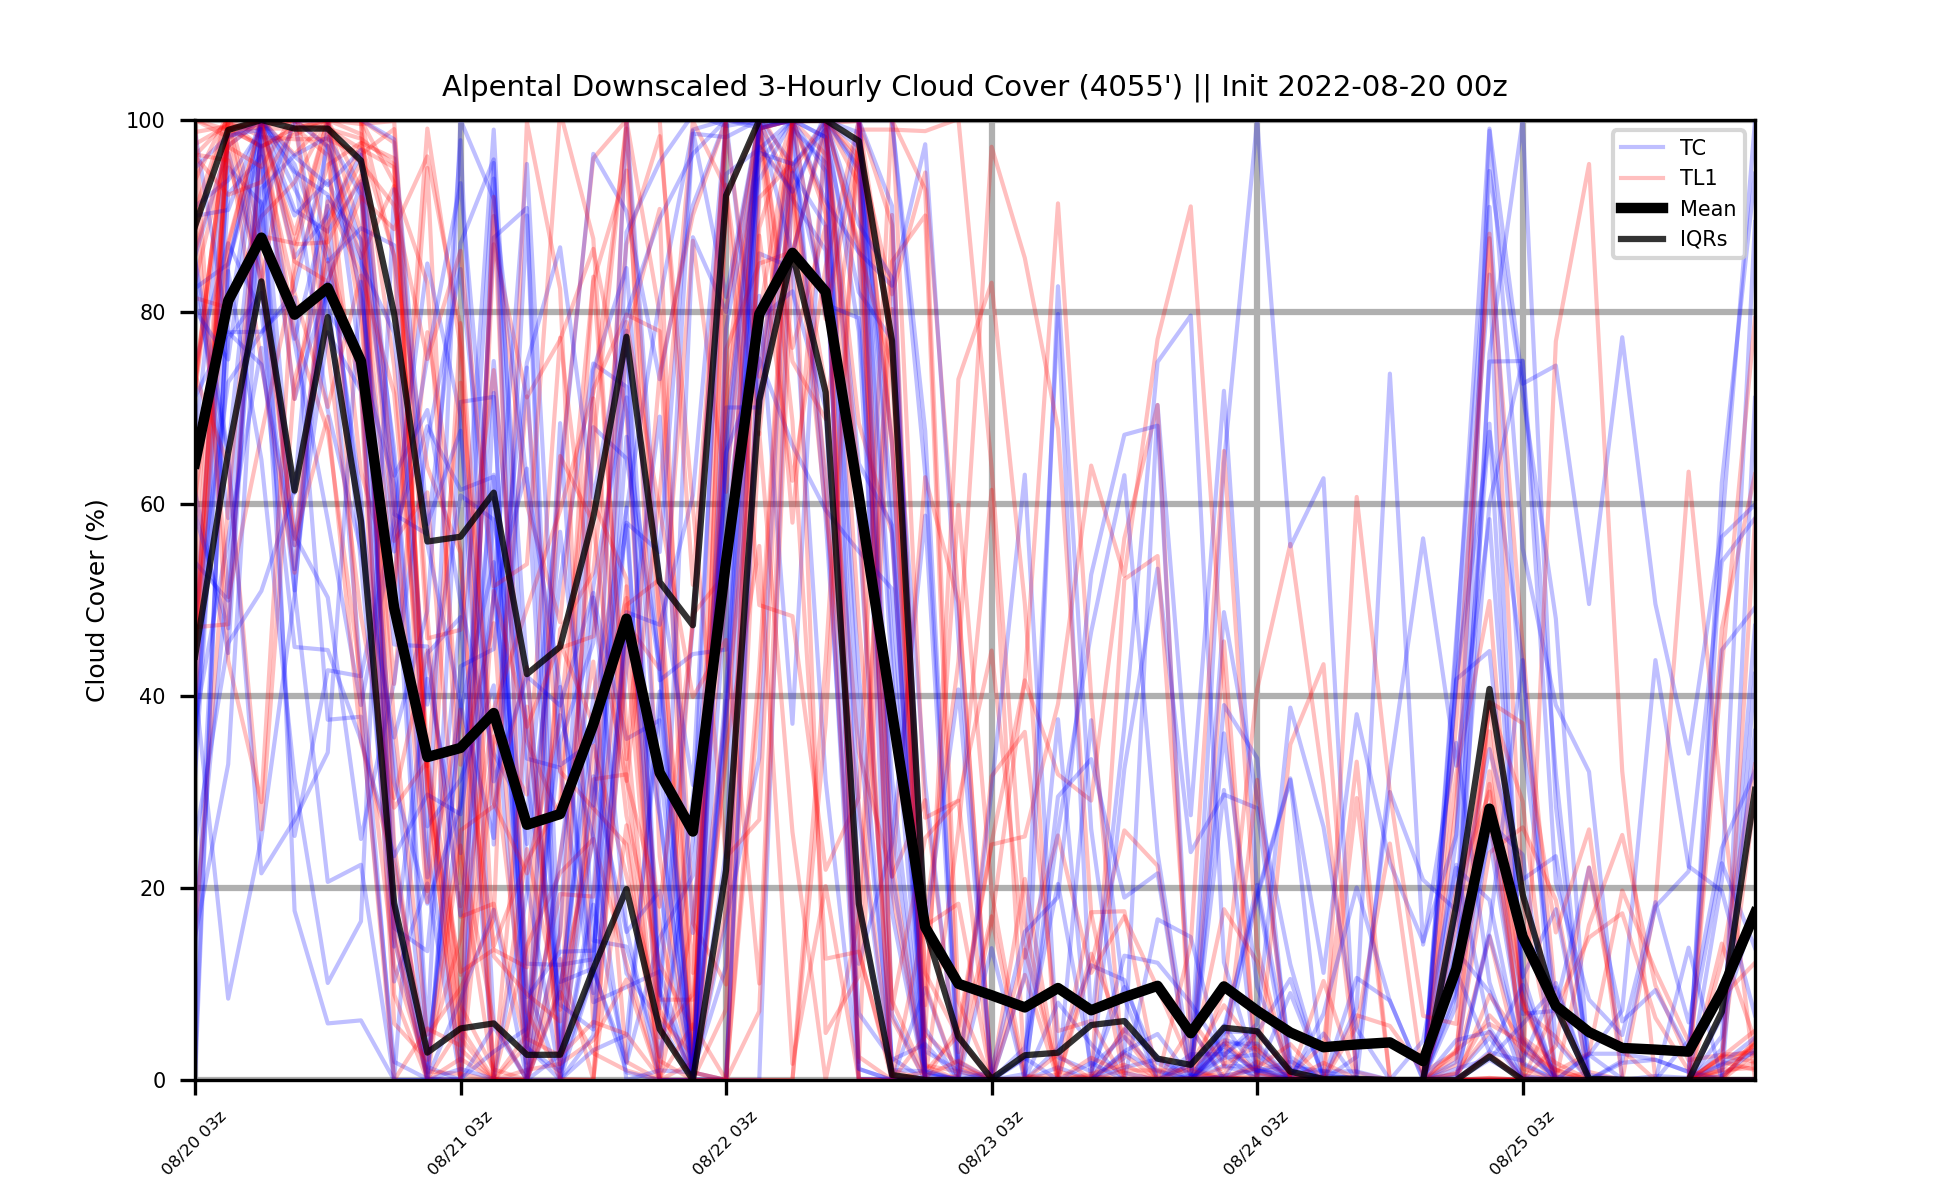 Alpental Downscaled 3-Hourly Cloud Cover (4055') || Init 2022-08-20 00z
100
80
60
40
20
0
Cloud Cover (%)
TC
TL1
Mean
IQRs
08/20 03z
08/21 03z
08/22 03z
08/23 03z
08/24 03z
08/25 03z